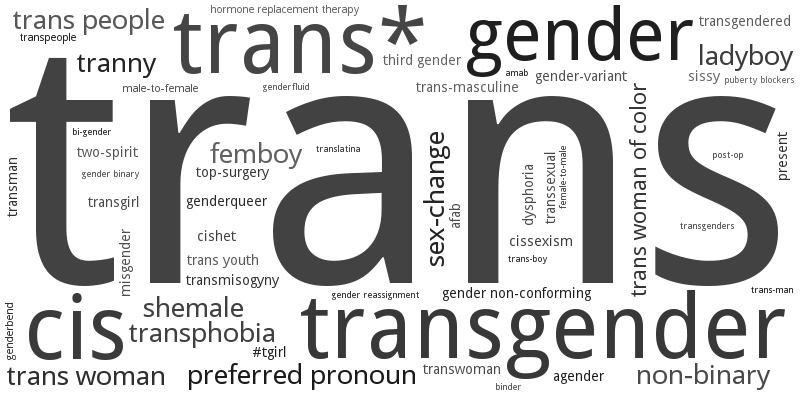 hormone replacement therapy
trans people
trans*
gender
transgendered
transpeople
tranny
third gender
ladyboy
male-to-female
genderfluid
trans-masculine
amab
gender-variant
sissy
puberty blockers
trans
bi-gender
two-spirit
femboy
translatina
sex-change
dysphoria
transsexual
female-to-male
trans woman of color
post-op
present
transman
gender binary
top-surgery
transgirl
genderqueer
afab
misgender
cishet
cissexism
transgenders
trans youth
trans-boy
transmisogyny
genderbend
cis
shemale
gender reassignment
gender non-conforming
trans-man
transphobia
transgender
#tgirl
trans woman
preferred pronoun
transwoman
binder
agender
non-binary